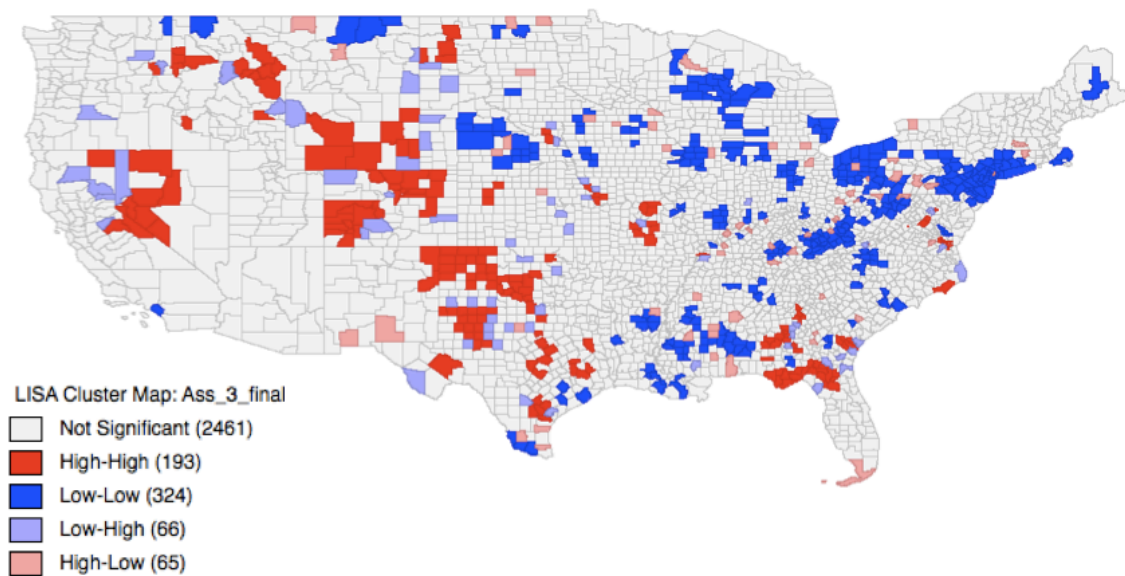 LISA Cluster Map: Ass_3_final
Not Significant (2461)
High-High (193)
Low-Low (324)
Low-High (66)
High-Low (65)